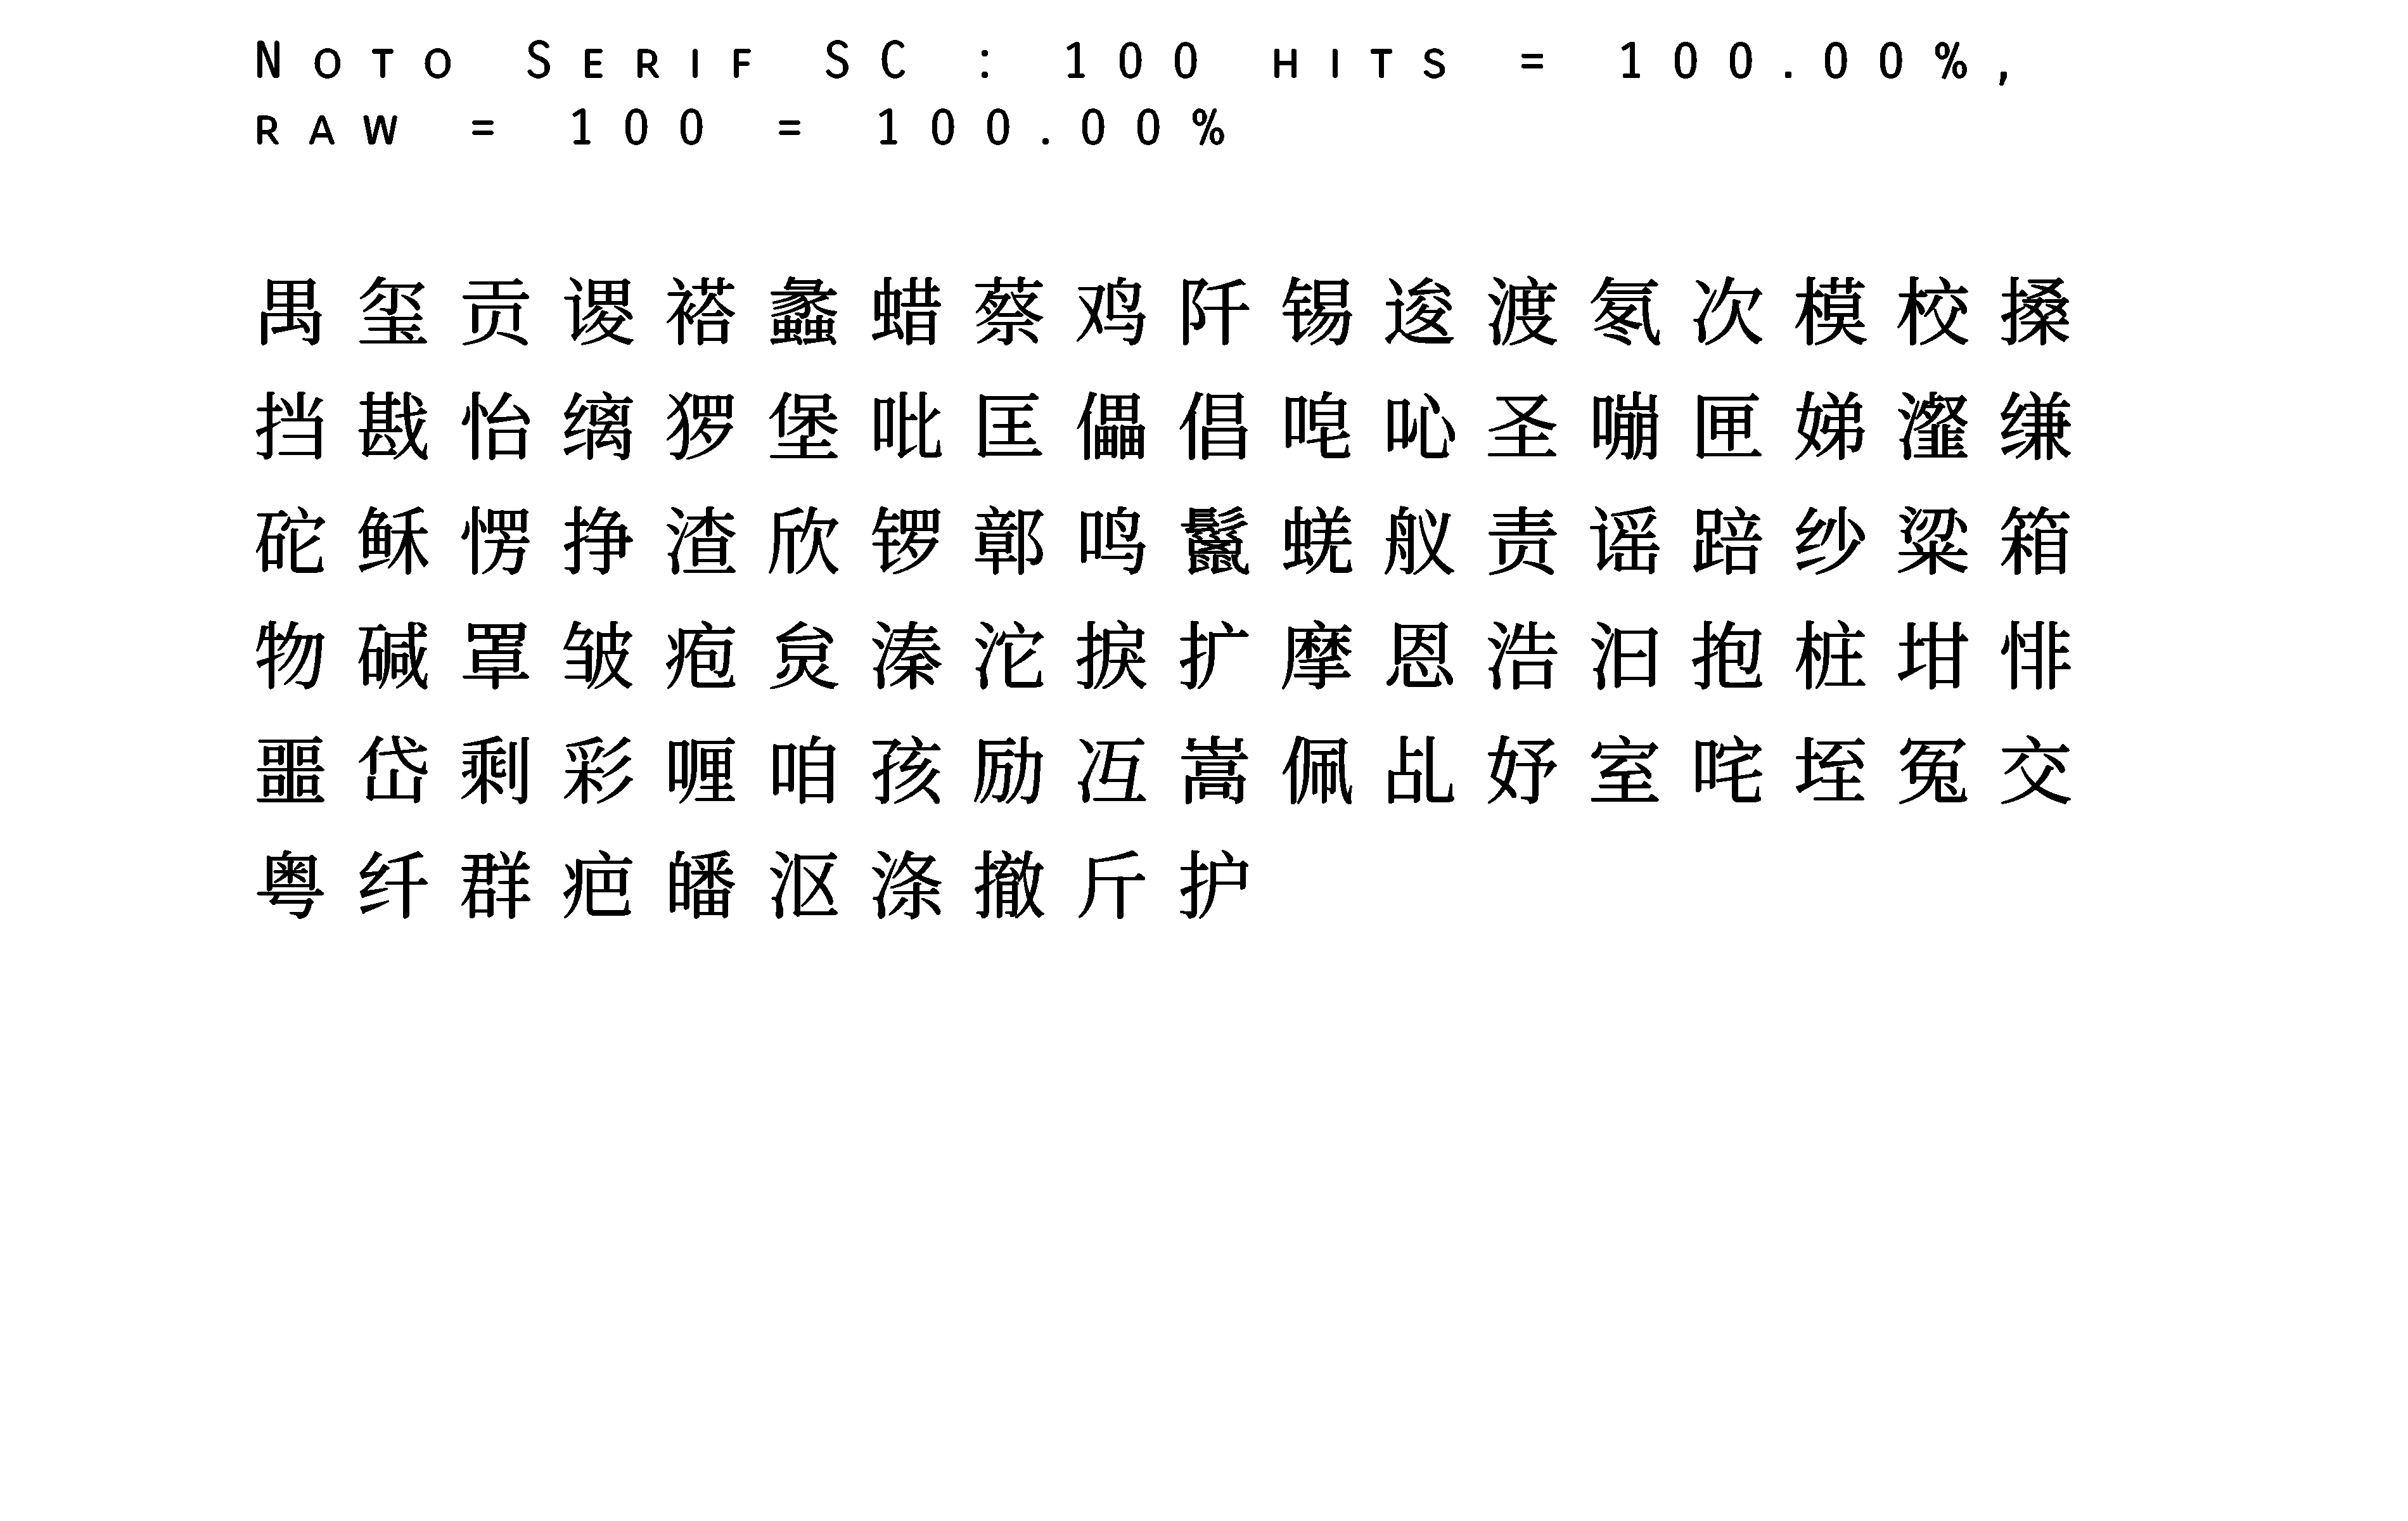 Noto Serif SC : 100 hits = 100.00%,
raw = 100 = 100.00%
禺玺贡谡褡蠡蜡蔡鸡阡锡逡渡氡次模校搡
挡戡怡缡猡堡吡匡儡倡唣吣圣嘣匣娣瀣缣
砣稣愣挣渣欣锣鄣鸣鬣蜣舣责谣踣纱粱箱
物碱罩皱疱炱溱沱捩扩摩恩浩汩抱桩坩悱
噩岱剩彩喱咱孩励冱嵩佩乩妤室咤垤冤交
粤纤群疤皤沤涤撤斤护